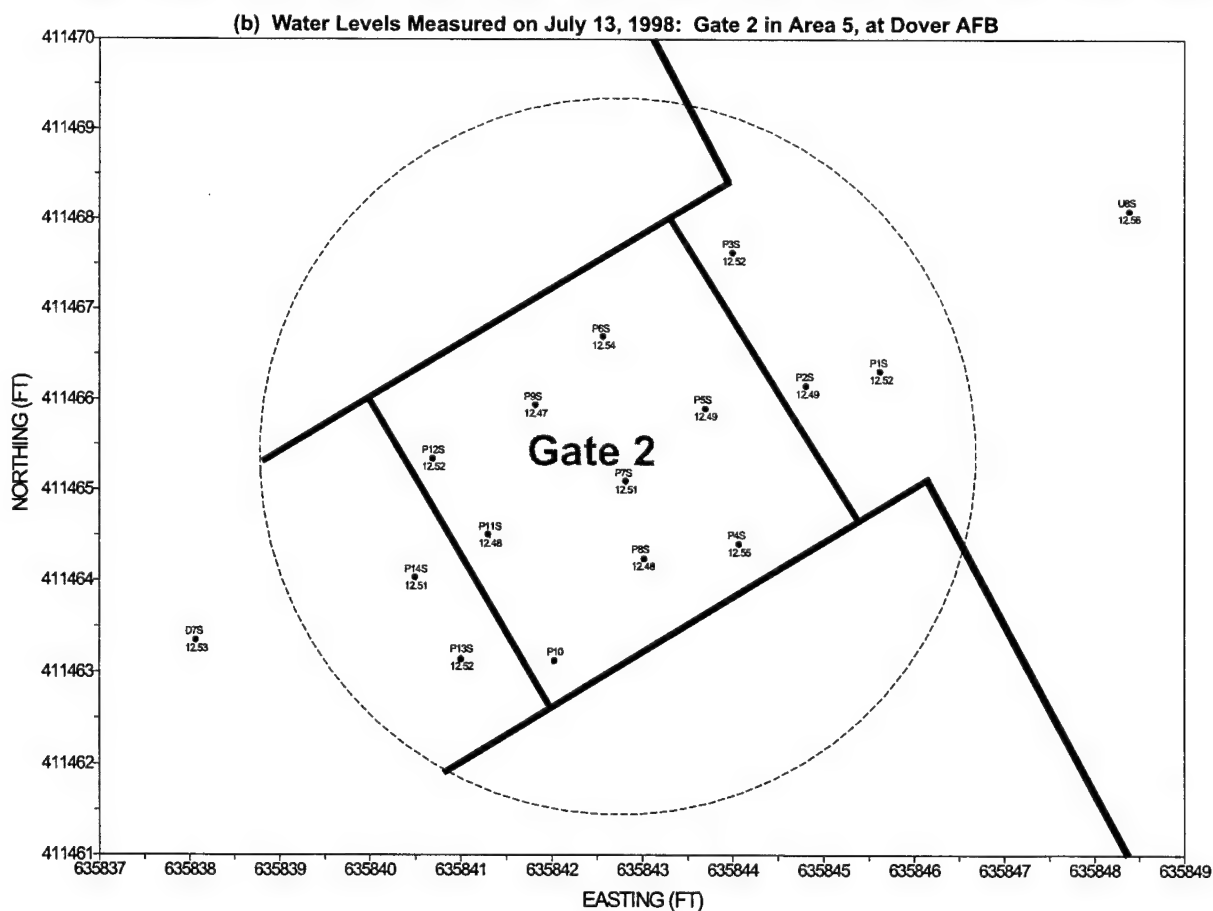 (b) Water Levels Measured on July 13, 1998: Gate 2 in Area 5, at Dover AFB
411470
411469
411468
411467
411466
411465
411464
411463
411462
411461
NORTHING (FT)
U8S
12.56
P3S
12.52
P6S
12.54
P1S
12.52
P2S
12.49
P9S
12.47
P5S
12.49
Gate 2
P12S
12.52
P7S
12.51
P11S
12.48
P8S
12.48
P4S
12.55
P14S
12.51
D7S
12.53
P13S
12.52
P10
635837
635838
635839
635840
635841
635842
635843
635844
635845
635846
635847
635848
635849
EASTING (FT)